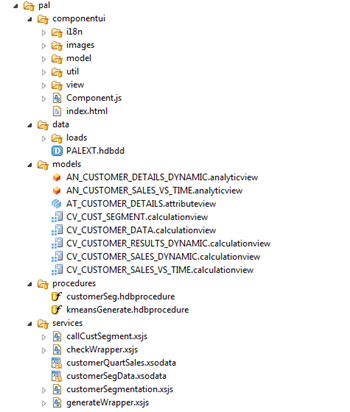 pal
componentui
i18n
images
model
util
view
Component.js
index.html
data
loads
PALEXT.hdbdd
models
AN_CUSTOMER_DETAILS_DYNAMIC.analyticview
AN_CUSTOMER_SALES_VS_TIME.analyticview
AT_CUSTOMER_DETAILS.attributeview
CV_CUST_SEGMENT.calculationview
CV_CUSTOMER_DATA.calculationview
CV_CUSTOMER_RESULTS_DYNAMIC.calculationview
CV_CUSTOMER_SALES_DYNAMIC.calculationview
CV_CUSTOMER_SALES_VS_TIME.calculationview
procedures
customerSeg.hdbprocedure
kmeansGenerate.hdbprocedure
services
callCustSegment.xsjs
checkWrapper.xsjs
customerQuartSales.xsodata
customerSegData.xsodata
customerSegmentation.xsjs
generateWrapper.xsjs